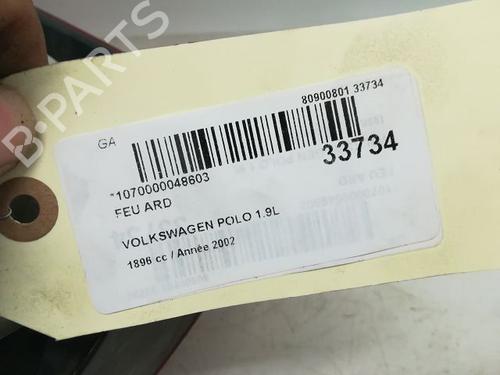 B-PARTS
80900801 33734
GA
33734
*1070000048603
FEU ARD
VOLKSWAGEN POLO 1.9L
1896 cc / Année 2002